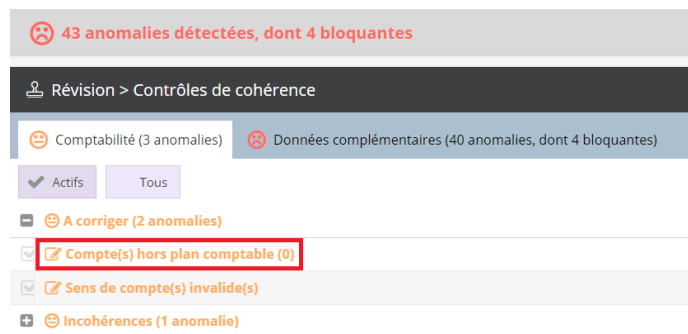 43 anomalies détectées, dont 4 bloquantes
Révision > Contrôles de cohérence
Comptabilité (3 anomalies) Données complémentaires (40 anomalies, dont 4 bloquantes)
Actifs Tous
A corriger (2 anomalies)
Compte(s) hors plan comptable (0)
Sens de compte(s) invalide(s)
Incohérences (1 anomalie)